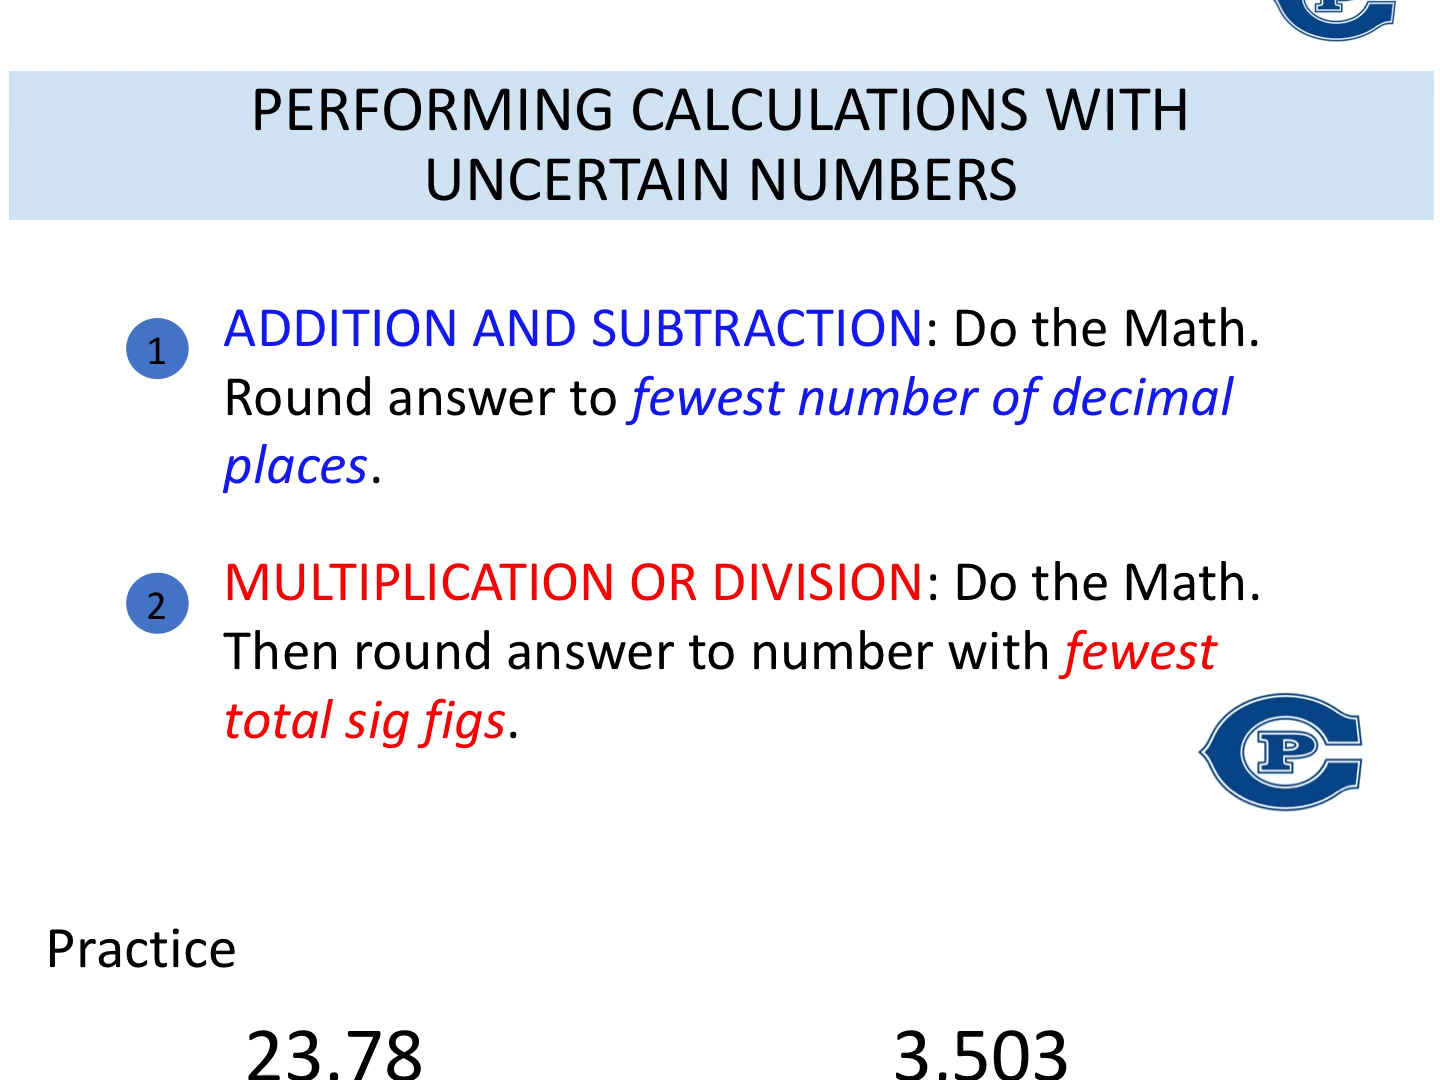 P
PERFORMING CALCULATIONS WITH
UNCERTAIN NUMBERS
1
ADDITION AND SUBTRACTION: Do the Math.
Round answer to fewest number of decimal
places.
2
MULTIPLICATION OR DIVISION: Do the Math.
Then round answer to number with fewest
total sig figs.
C P
Practice
23.78 3.503